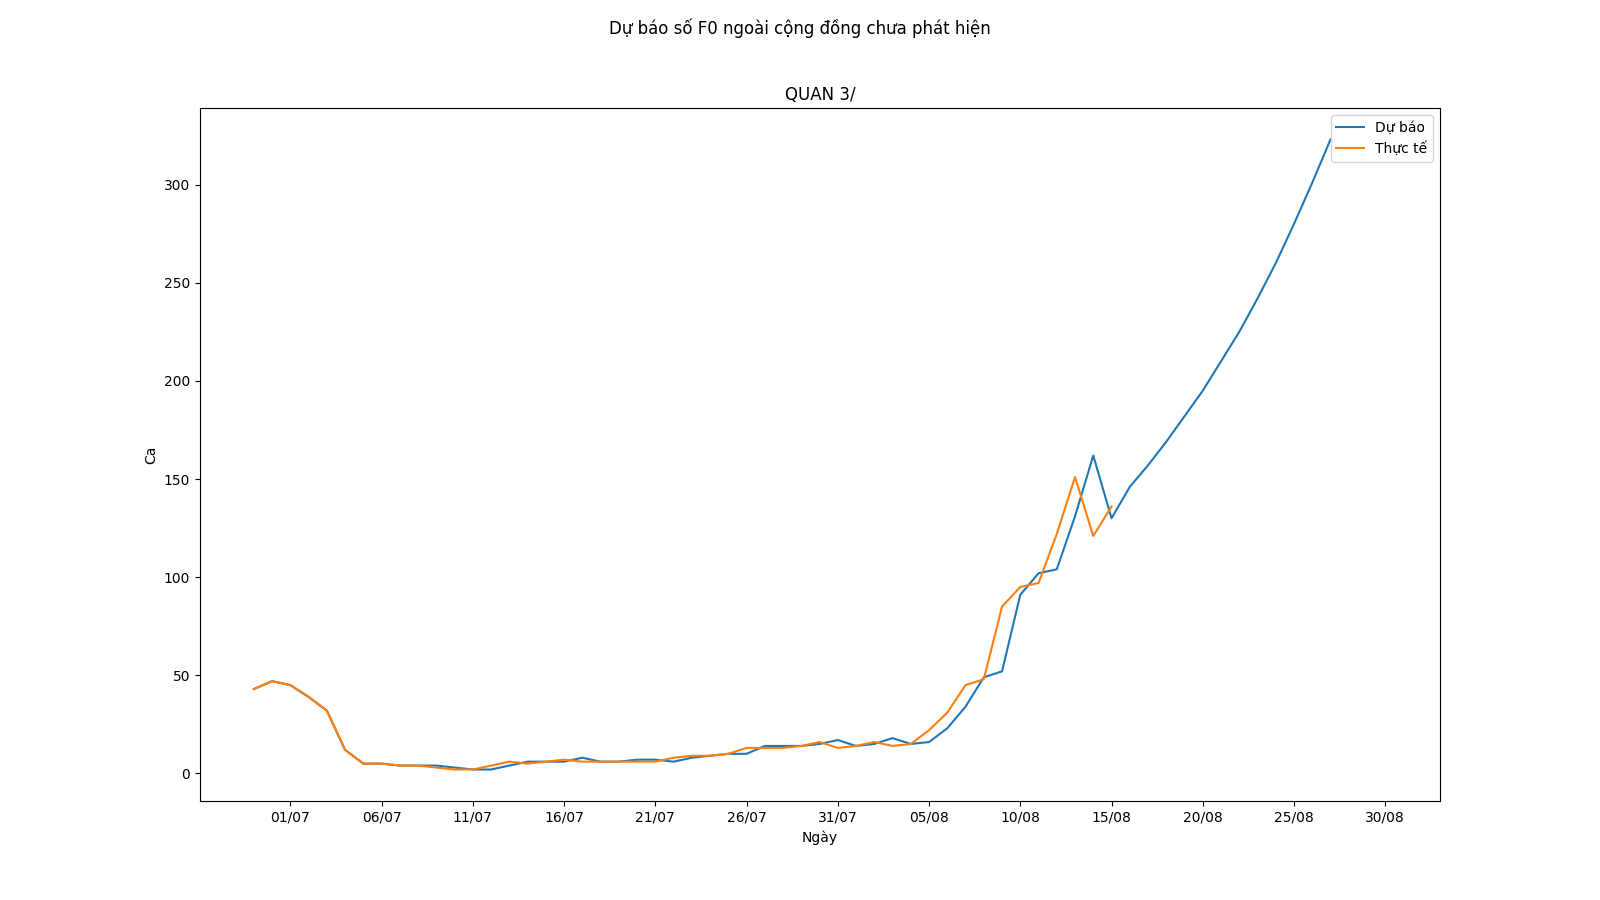 Dự báo số F0 ngoài cộng đồng chưa phát hiện
QUAN 3/
Dự báo
Thực tế
300
250
200
150
100
50
0
Ca
01/07 06/07 11/07 16/07 21/07 26/07 31/07 05/08 10/08 15/08 20/08 25/08 30/08
Ngày